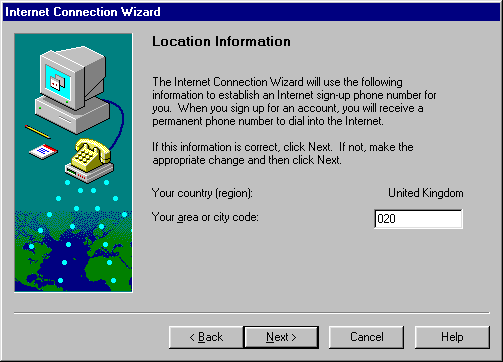 Internet Connection Wizard
Location Information
The Internet Connection Wizard will use the following
information to establish an Internet sign-up phone number for
you. When you sign up for an account, you will receive a
permanent phone number to dial into the Internet.
If this information is correct, click Next. If not, make the
appropriate change and then click Next.
Your country (region): United Kingdom
Your area or city code: 020
< Back Next > Cancel Help